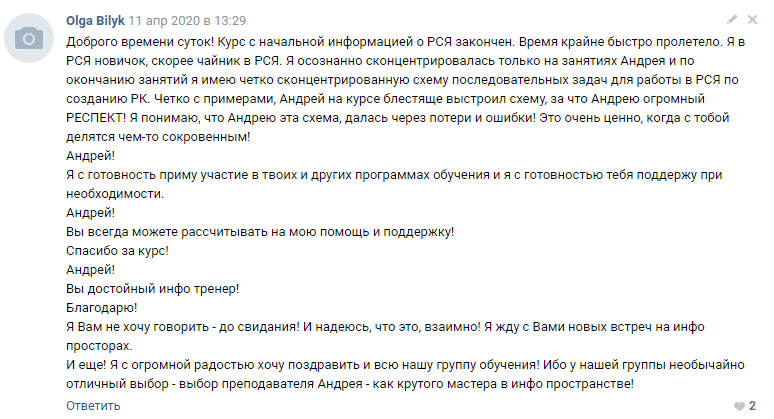 Olga Bilyk 11 апр 2020 в 13:29
Доброго времени суток! Курс с начальной информацией о РСЯ закончен. Время крайне быстро пролетело. Я в
РСЯ новичок, скорее чайник в РСЯ. Я осознанно сконцентрировалась только на занятиях Андрея и по
окончанию занятий я имею четко сконцентрированную схему последовательных задач для работы в РСЯ по
созданию РК. Четко с примерами, Андрей на курсе блестяще выстроил схему, за что Андрею огромный
РЕСПЕКТ! Я понимаю, что Андрею эта схема, далась через потери и ошибки! Это очень ценно, когда с тобой
делятся чем-то сокровенным!
Андрей!
Я с готовность приму участие в твоих и других программах обучения и я с готовностью тебя поддержу при
необходимости.
Андрей!
Вы всегда можете рассчитывать на мою помощь и поддержку!
Спасибо за курс!
Андрей!
Вы достойный инфо тренер!
Благодарю!
Я Вам не хочу говорить - до свидания! И надеюсь, что это, взаимно! Я жду с Вами новых встреч на инфо
просторах.
И еще! Я с огромной радостью хочу поздравить и всю нашу группу обучения! Ибо у нашей группы необычайно
отличный выбор - выбор преподавателя Андрея - как крутого мастера в инфо пространстве!
Ответить 2